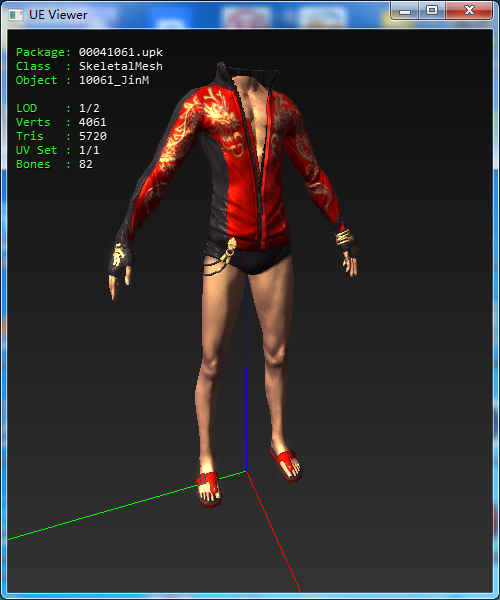 UE Viewer
Package: 00041061.upk
Class : SkeletalMesh
Object : 10061_JinM
LOD : 1/2
Verts : 4061
Tris : 5720
UV Set : 1/1
Bones : 82